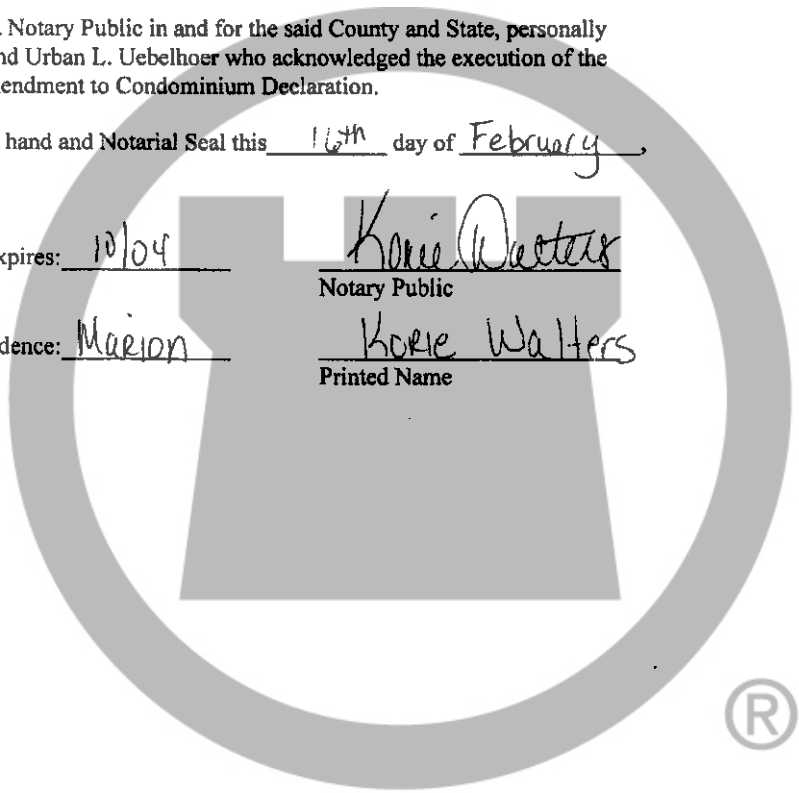 Notary Public in and for the said County and State, personally
nd Urban L. Uebelhoer who acknowledged the execution of the
endment to Condominium Declaration.
hand and Notarial Seal this 16th day of February,
xpires: 10/04 Korie Walters
Notary Public
dence: Marion Korie Walters
Printed Name
®